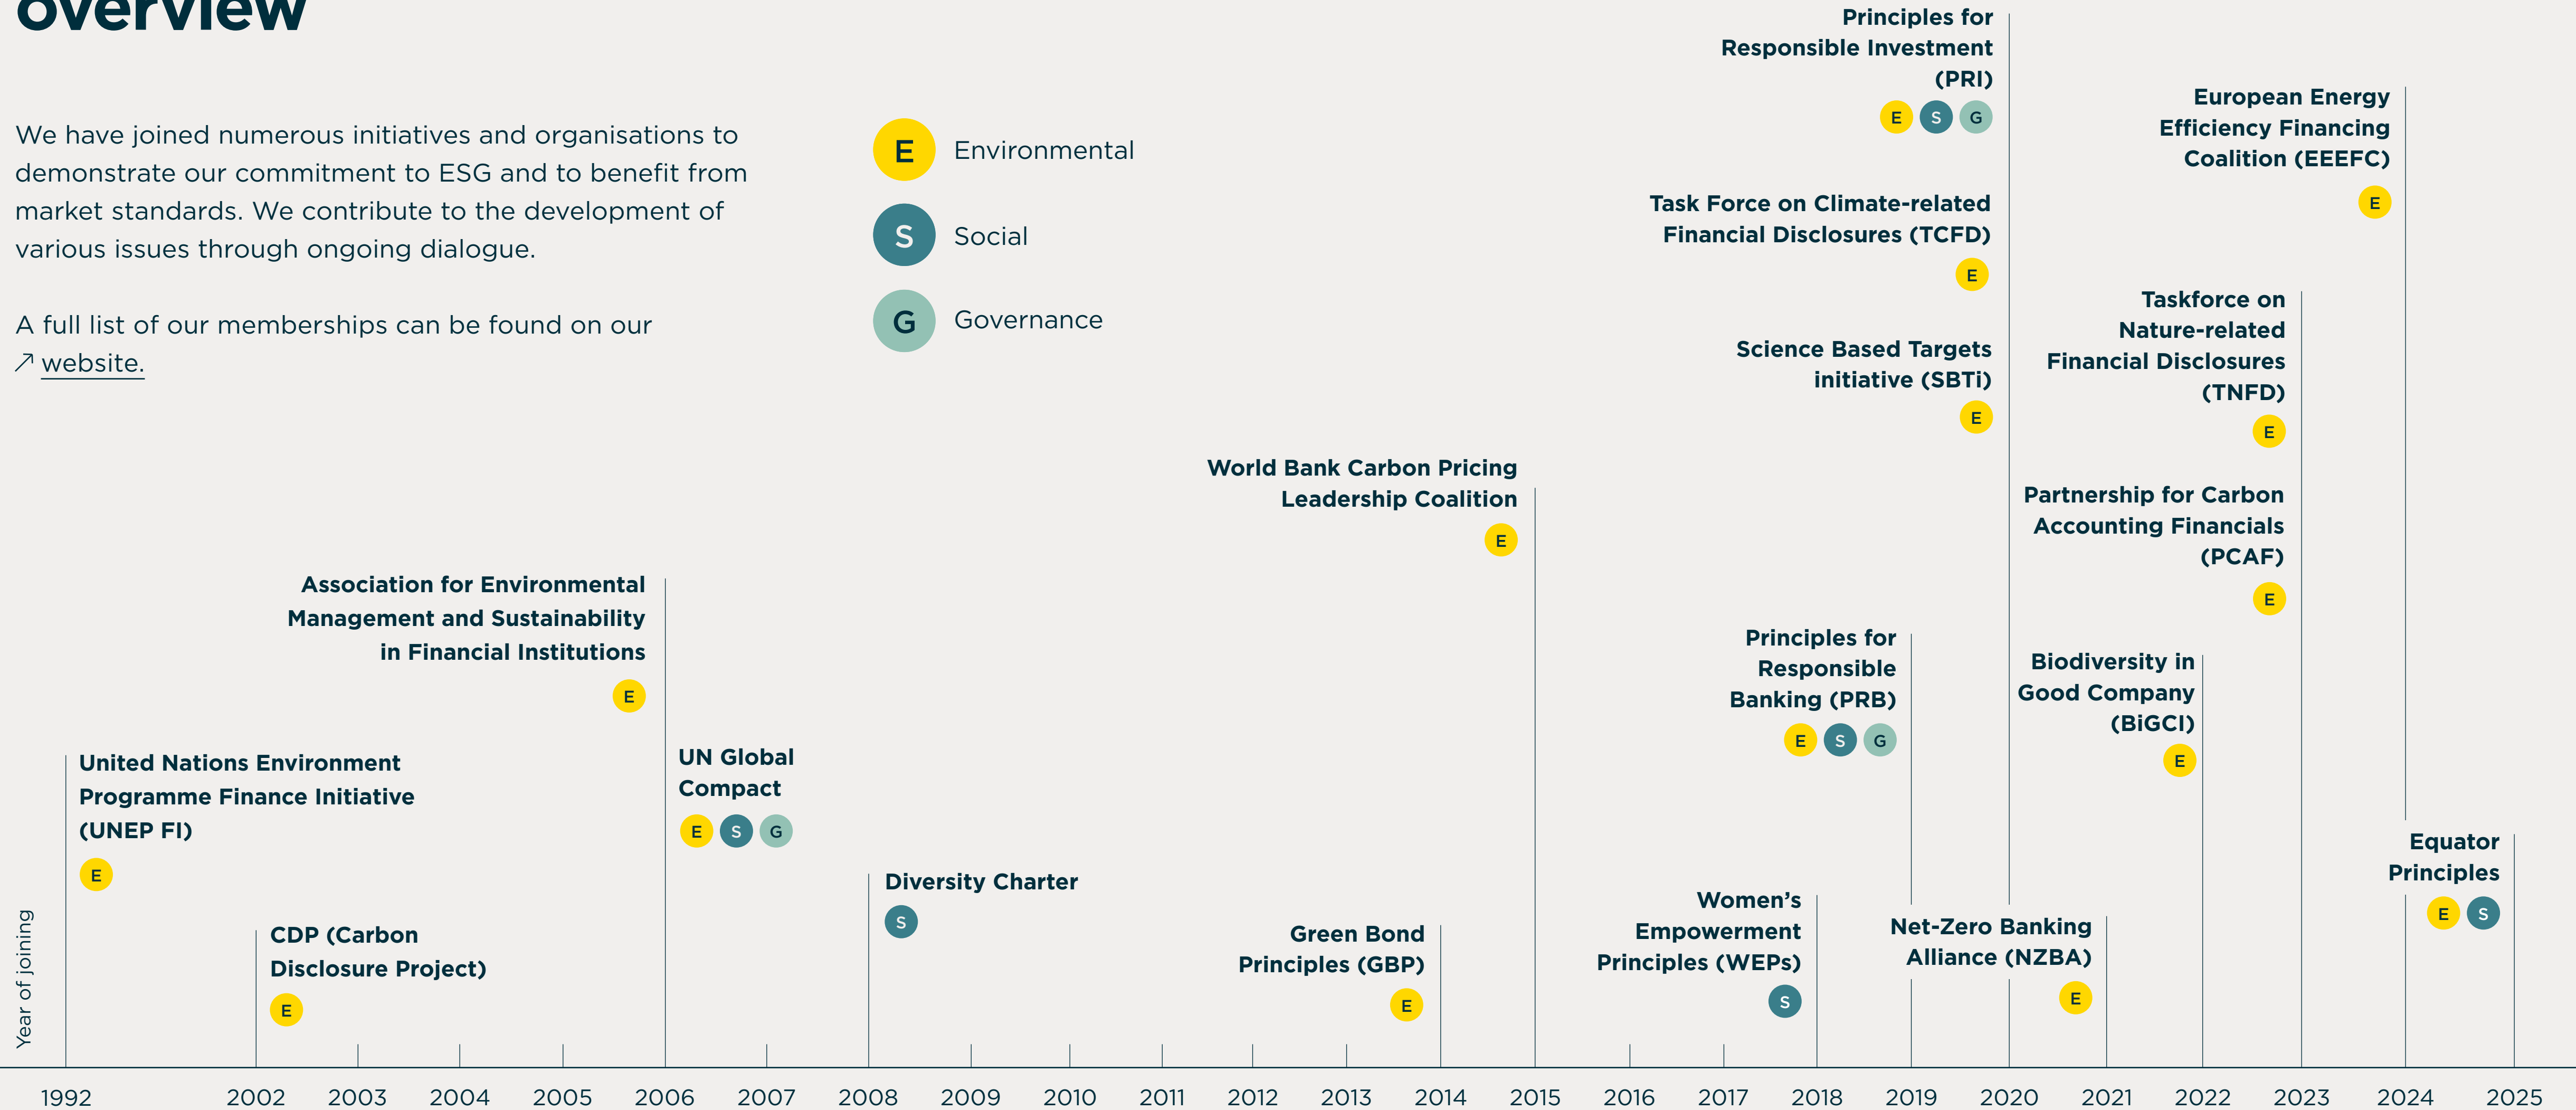 overview
We have joined numerous initiatives and organisations to
demonstrate our commitment to ESG and to benefit from
market standards. We contribute to the development of
various issues through ongoing dialogue.
A full list of our memberships can be found on our
↗ website.
E Environmental
S Social
G Governance
Year of joining
United Nations Environment
Programme Finance Initiative
(UNEP FI)
E
CDP (Carbon
Disclosure Project)
E
Association for Environmental
Management and Sustainability
in Financial Institutions
E
UN Global
Compact
E S G
Diversity Charter
S
Green Bond
Principles (GBP)
E
World Bank Carbon Pricing
Leadership Coalition
E
Women’s
Empowerment
Principles (WEPs)
S
Principles for
Responsible
Banking (PRB)
E S G
Principles for
Responsible Investment
(PRI)
E S G
Task Force on Climate-related
Financial Disclosures (TCFD)
E
Science Based Targets
initiative (SBTi)
E
Net-Zero Banking
Alliance (NZBA)
E
Biodiversity in
Good Company
(BiGCI)
E
Taskforce on
Nature-related
Financial Disclosures
(TNFD)
E
Partnership for Carbon
Accounting Financials
(PCAF)
E
European Energy
Efficiency Financing
Coalition (EEEFC)
E
Equator
Principles
E S
1992 2002 2003 2004 2005 2006 2007 2008 2009 2010 2011 2012 2013 2014 2015 2016 2017 2018 2019 2020 2021 2022 2023 2024 2025